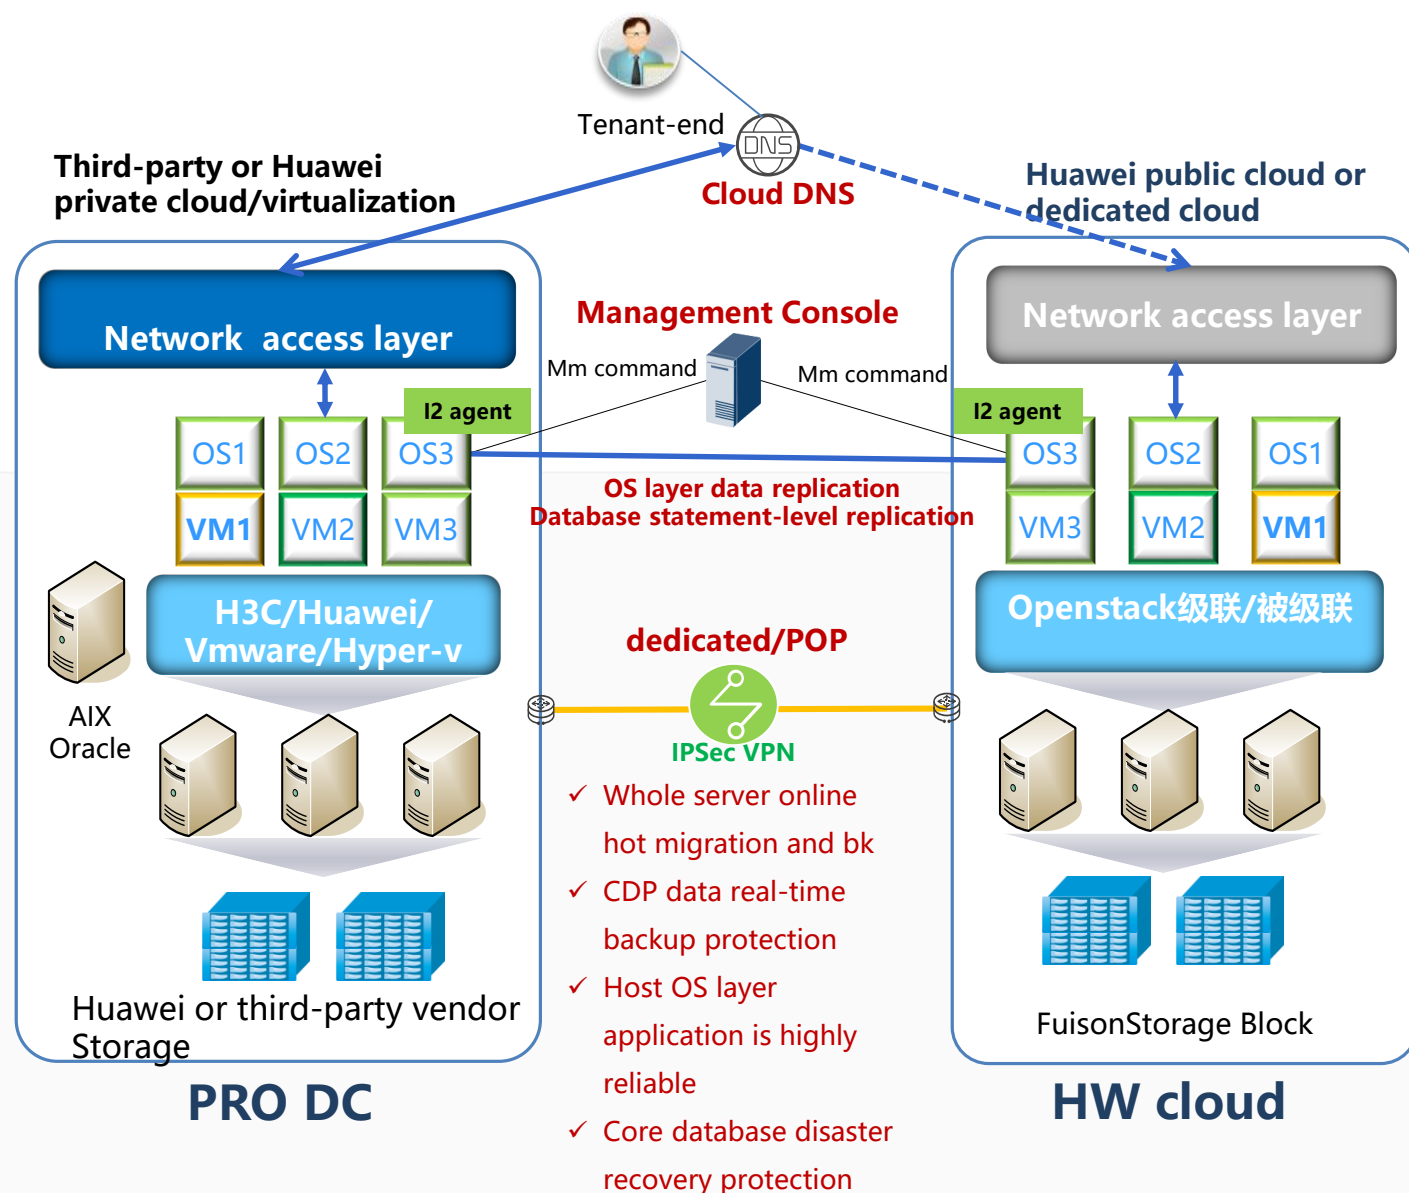 Tenant-end
DNS
Cloud DNS
Third-party or Huawei
private cloud/virtualization
Huawei public cloud or
dedicated cloud
Network  access layer
Management Console
Network access layer
Mm command
Mm command
I2 agent
I2 agent
OS1
OS2
OS3
OS3
OS2
OS1
OS layer data replication
Database statement-level replication
VM1
VM2
VM3
VM3
VM2
VM1
H3C/Huawei/
Vmware/Hyper-v
Openstack级联/被级联
AIX
Oracle
dedicated/POP
IPSec VPN
✓ Whole server online
hot migration and bk
✓ CDP data real-time
backup protection
✓ Host OS layer
application is highly
reliable
✓ Core database disaster
recovery protection
Huawei or third-party vendor
Storage
FuisonStorage Block
PRO DC
HW cloud